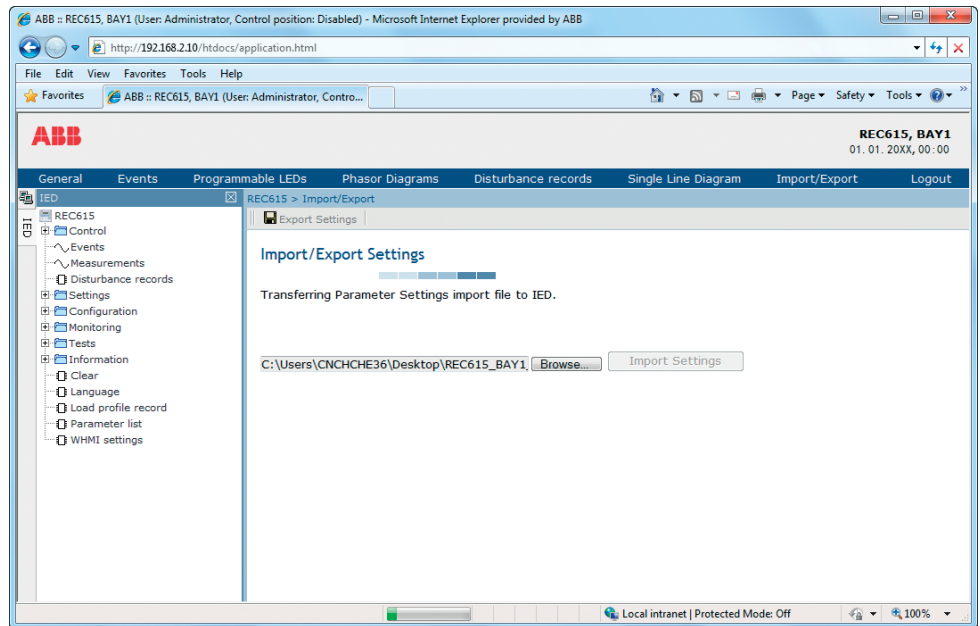 ABB :: REC615, BAY1 (User: Administrator, Control position: Disabled) - Microsoft Internet Explorer provided by ABB
http://192.168.2.10/htdocs/application.html
File Edit View Favorites Tools Help
Favorites ABB :: REC615, BAY1 (User: Administrator, Contro... Page Safety Tools
ABB
REC615, BAY1
01. 01. 20XX, 00:00
General Events Programmable LEDs Phasor Diagrams Disturbance records Single Line Diagram Import/Export Logout
IED
IED
REC615 > Import/Export
Export Settings
REC615
Control
Events
Measurements
Disturbance records
Settings
Configuration
Monitoring
Tests
Information
Clear
Language
Load profile record
Parameter list
WHMI settings
Import/Export Settings
Transferring Parameter Settings import file to IED.
C:\Users\CNCHCHE36\Desktop\REC615_BAY1 Browse... Import Settings
Local intranet | Protected Mode: Off 100%